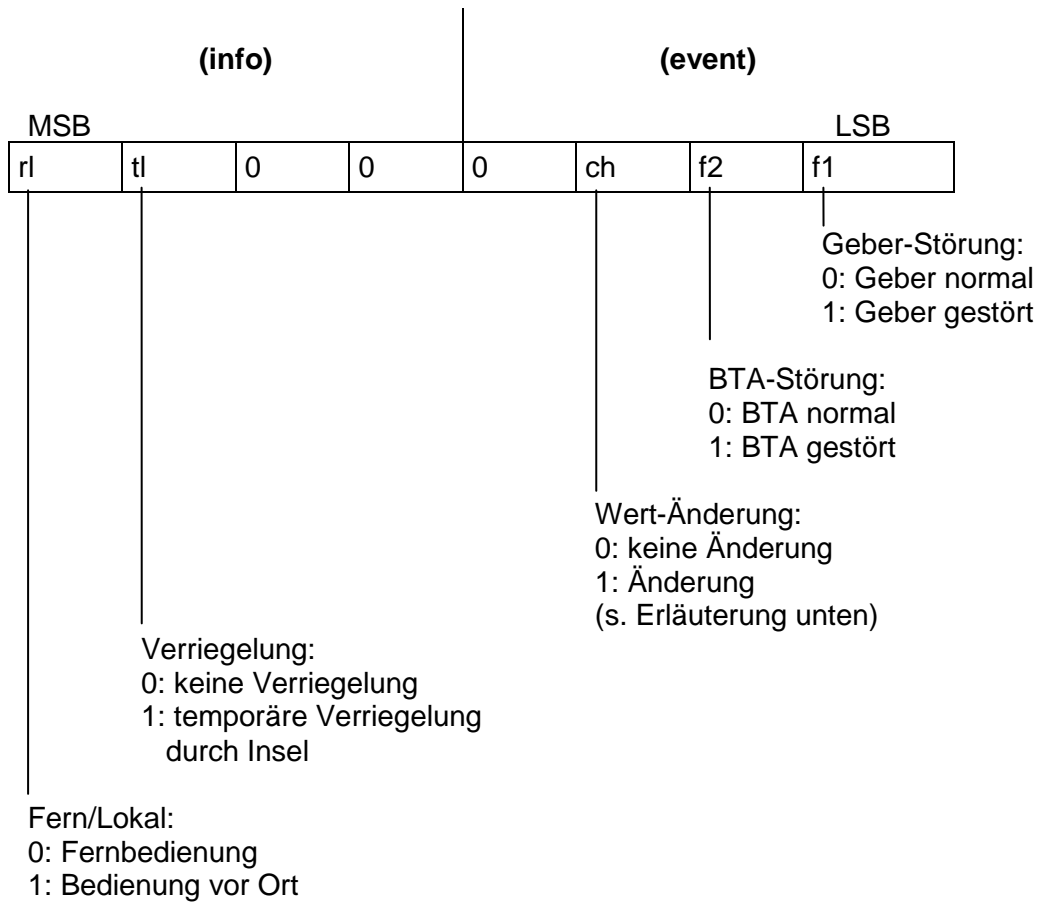 (info) (event)
MSB LSB
rl tl 0 0 0 ch f2 f1
Geber-Störung:
0: Geber normal
1: Geber gestört
BTA-Störung:
0: BTA normal
1: BTA gestört
Wert-Änderung:
0: keine Änderung
1: Änderung
(s. Erläuterung unten)
Verriegelung:
0: keine Verriegelung
1: temporäre Verriegelung
durch Insel
Fern/Lokal:
0: Fernbedienung
1: Bedienung vor Ort